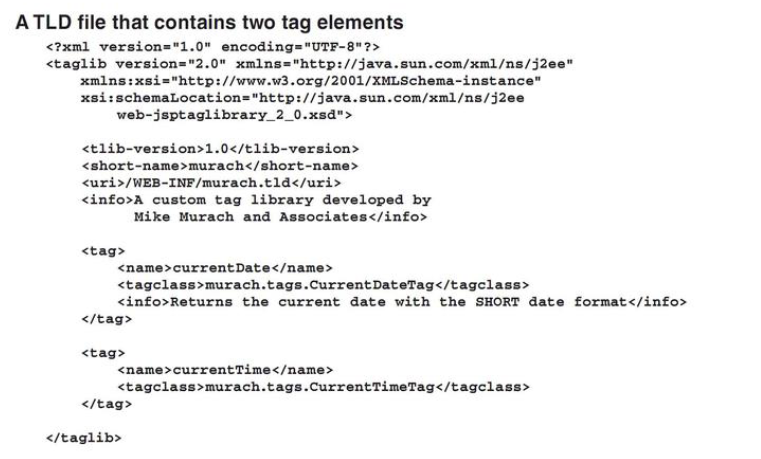 A TLD file that contains two tag elements
<?xml version="1.0" encoding="UTF-8"?>
<taglib version="2.0" xmlns="http://java.sun.com/xml/ns/j2ee"
xmlns:xsi="http://www.w3.org/2001/XMLSchema-instance"
xsi:schemaLocation="http://java.sun.com/xml/ns/j2ee
web-jsptaglibrary_2_0.xsd">
<tlib-version>1.0</tlib-version>
<short-name>murach</short-name>
<uri>/WEB-INF/murach.tld</uri>
<info>A custom tag library developed by
Mike Murach and Associates</info>
<tag>
<name>currentDate</name>
<tagclass>murach.tags.CurrentDateTag</tagclass>
<info>Returns the current date with the SHORT date format</info>
</tag>
<tag>
<name>currentTime</name>
<tagclass>murach.tags.CurrentTimeTag</tagclass>
</tag>
</taglib>